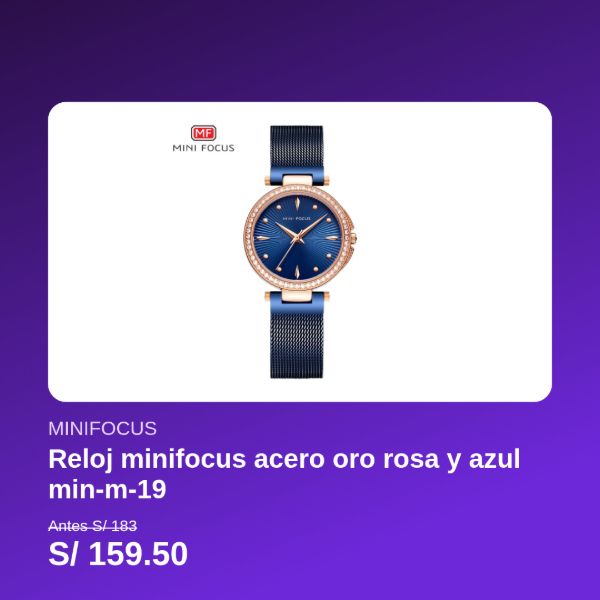 MF
MINI FOCUS
MINI FOCUS
MINIFOCUS
Reloj minifocus acero oro rosa y azul
min-m-19
Antes S/ 183
S/ 159.50